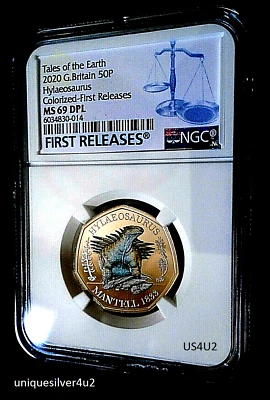 Tales of the Earth
2020 G.Britain 50P
Hylaeosaurus
Colorized-First Releases
MS 69 DPL
6034830-014
NGC®
FIRST RELEASES®
HYLAEOSAURUS
MANTELL 1833
US4U2
uniquesilver4u2